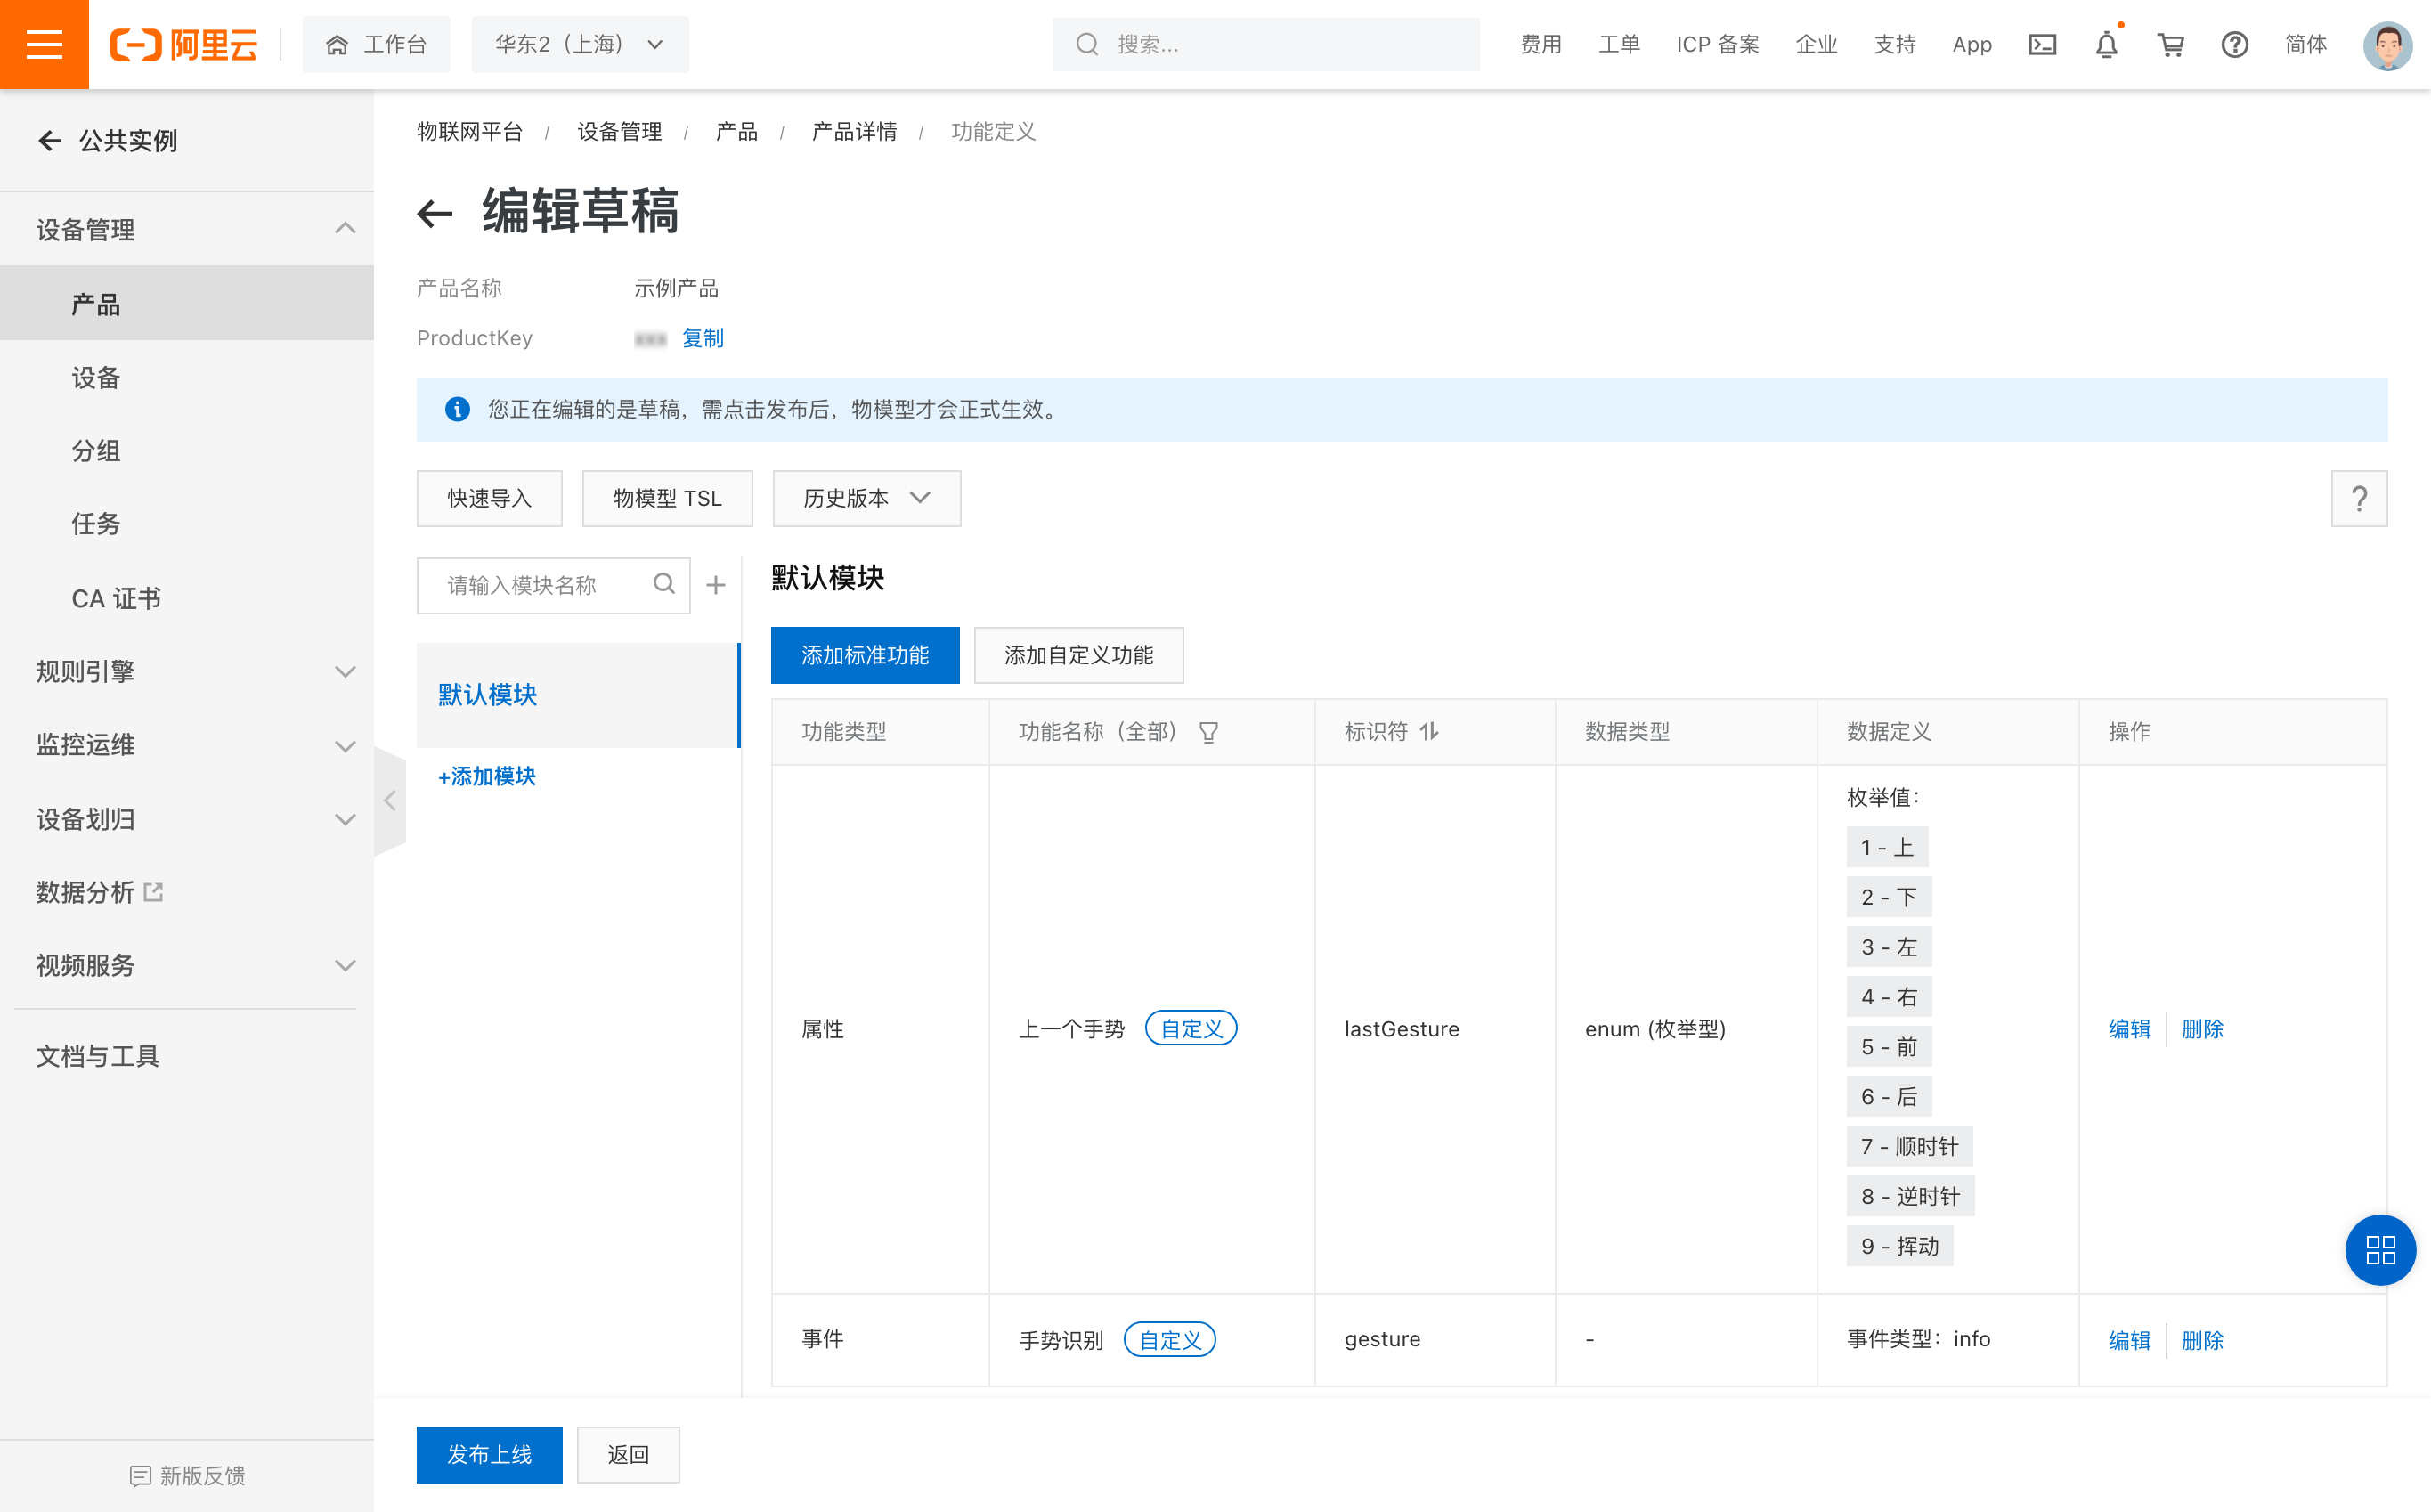 阿里云
工作台
华东2（上海）
搜索...
费用
工单
ICP 备案
企业
支持
App
简体
公共实例
设备管理
产品
设备
分组
任务
CA 证书
规则引擎
监控运维
设备划归
数据分析
视频服务
文档与工具
新版反馈
物联网平台 / 设备管理 / 产品 / 产品详情 / 功能定义
编辑草稿
产品名称 示例产品
ProductKey 复制
您正在编辑的是草稿，需点击发布后，物模型才会正式生效。
快速导入 物模型 TSL 历史版本 ?
请输入模块名称
默认模块
+添加模块
默认模块
添加标准功能 添加自定义功能
功能类型 功能名称（全部） 标识符 数据类型 数据定义 操作
属性 上一个手势 自定义 lastGesture enum (枚举型)
枚举值：
1 - 上
2 - 下
3 - 左
4 - 右
5 - 前
6 - 后
7 - 顺时针
8 - 逆时针
9 - 挥动
编辑 删除
事件 手势识别 自定义 gesture - 事件类型：info 编辑 删除
发布上线 返回